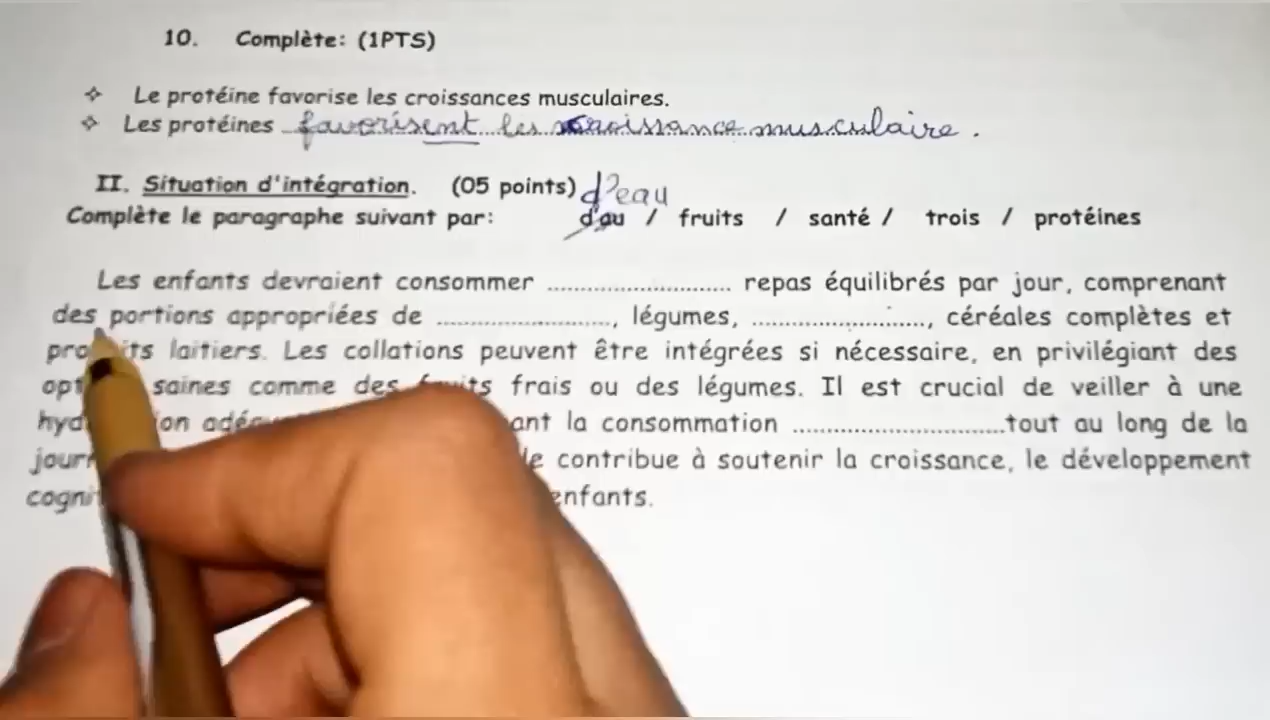 10. Complète: (1PTS)
✧ Le protéine favorise les croissances musculaires.
✧ Les protéines favorisent les croissance musculaire.
II. Situation d'intégration. (05 points) d'eau
Complète le paragraphe suivant par: d'au / fruits / santé / trois / protéines
Les enfants devraient consommer .......................... repas équilibrés par jour, comprenant
des portions appropriées de ........................, légumes, ........................, céréales complètes et
laitiers. Les collations peuvent être intégrées si nécessaire, en privilégiant des
saines comme des frais ou des légumes. Il est crucial de veiller à une
la consommation .............................tout au long de la
contribue à soutenir la croissance, le développement
enfants.